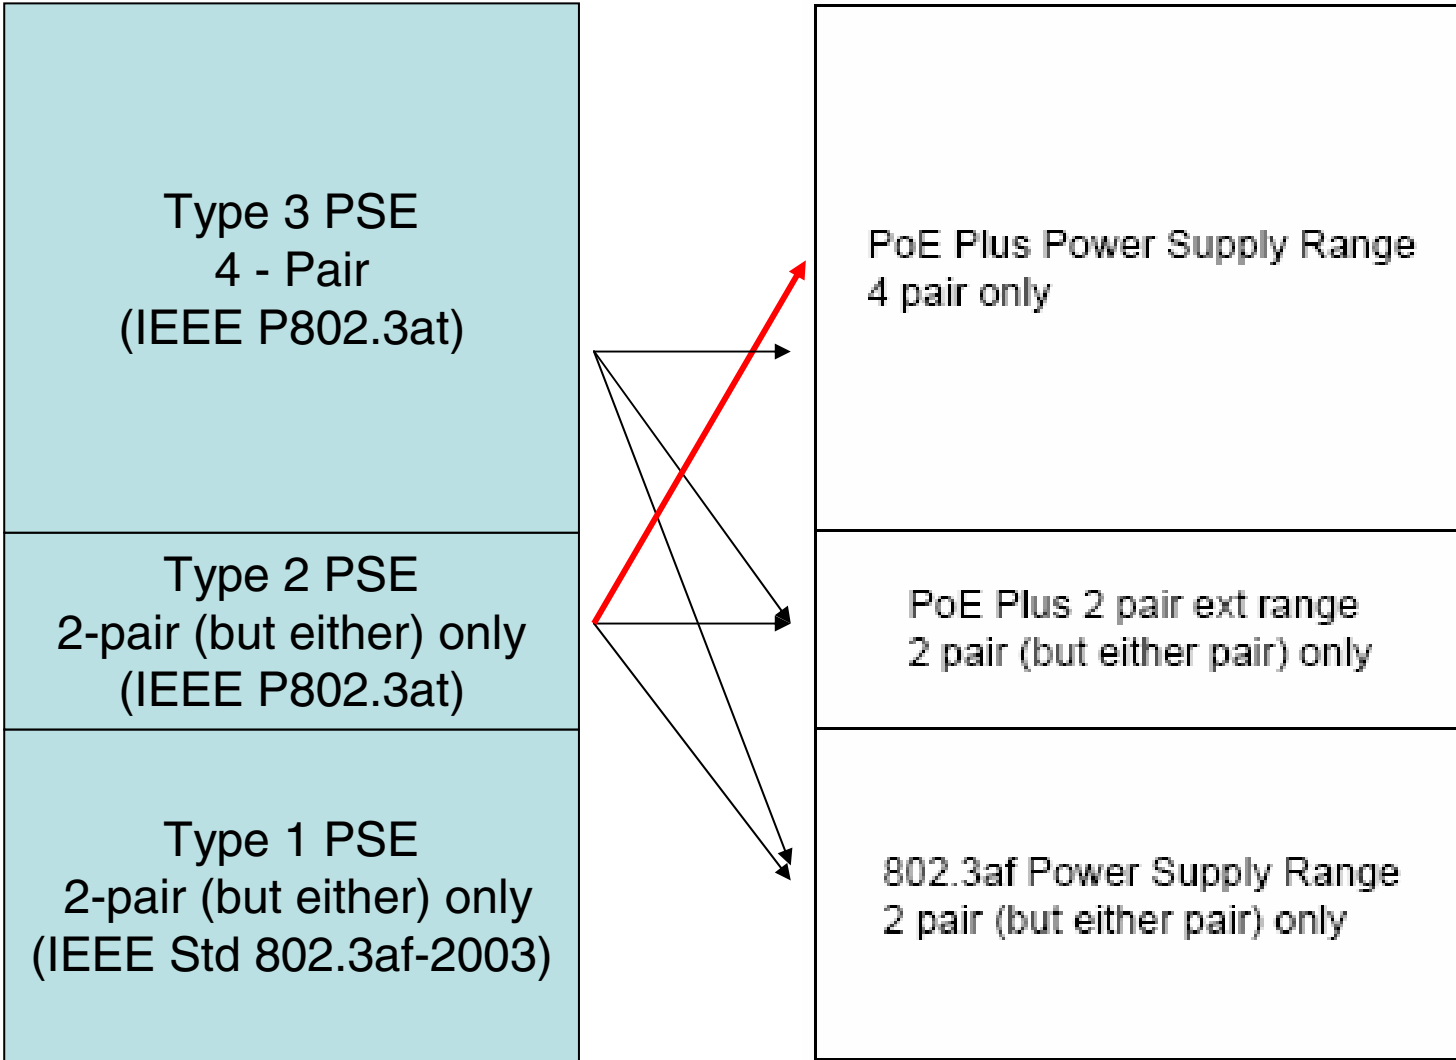 Type 3 PSE
4 - Pair
(IEEE P802.3at)
Type 2 PSE
2-pair (but either) only
(IEEE P802.3at)
Type 1 PSE
2-pair (but either) only
(IEEE Std 802.3af-2003)
PoE Plus Power Supply Range
4 pair only
PoE Plus 2 pair ext range
2 pair (but either pair) only
802.3af Power Supply Range
2 pair (but either pair) only